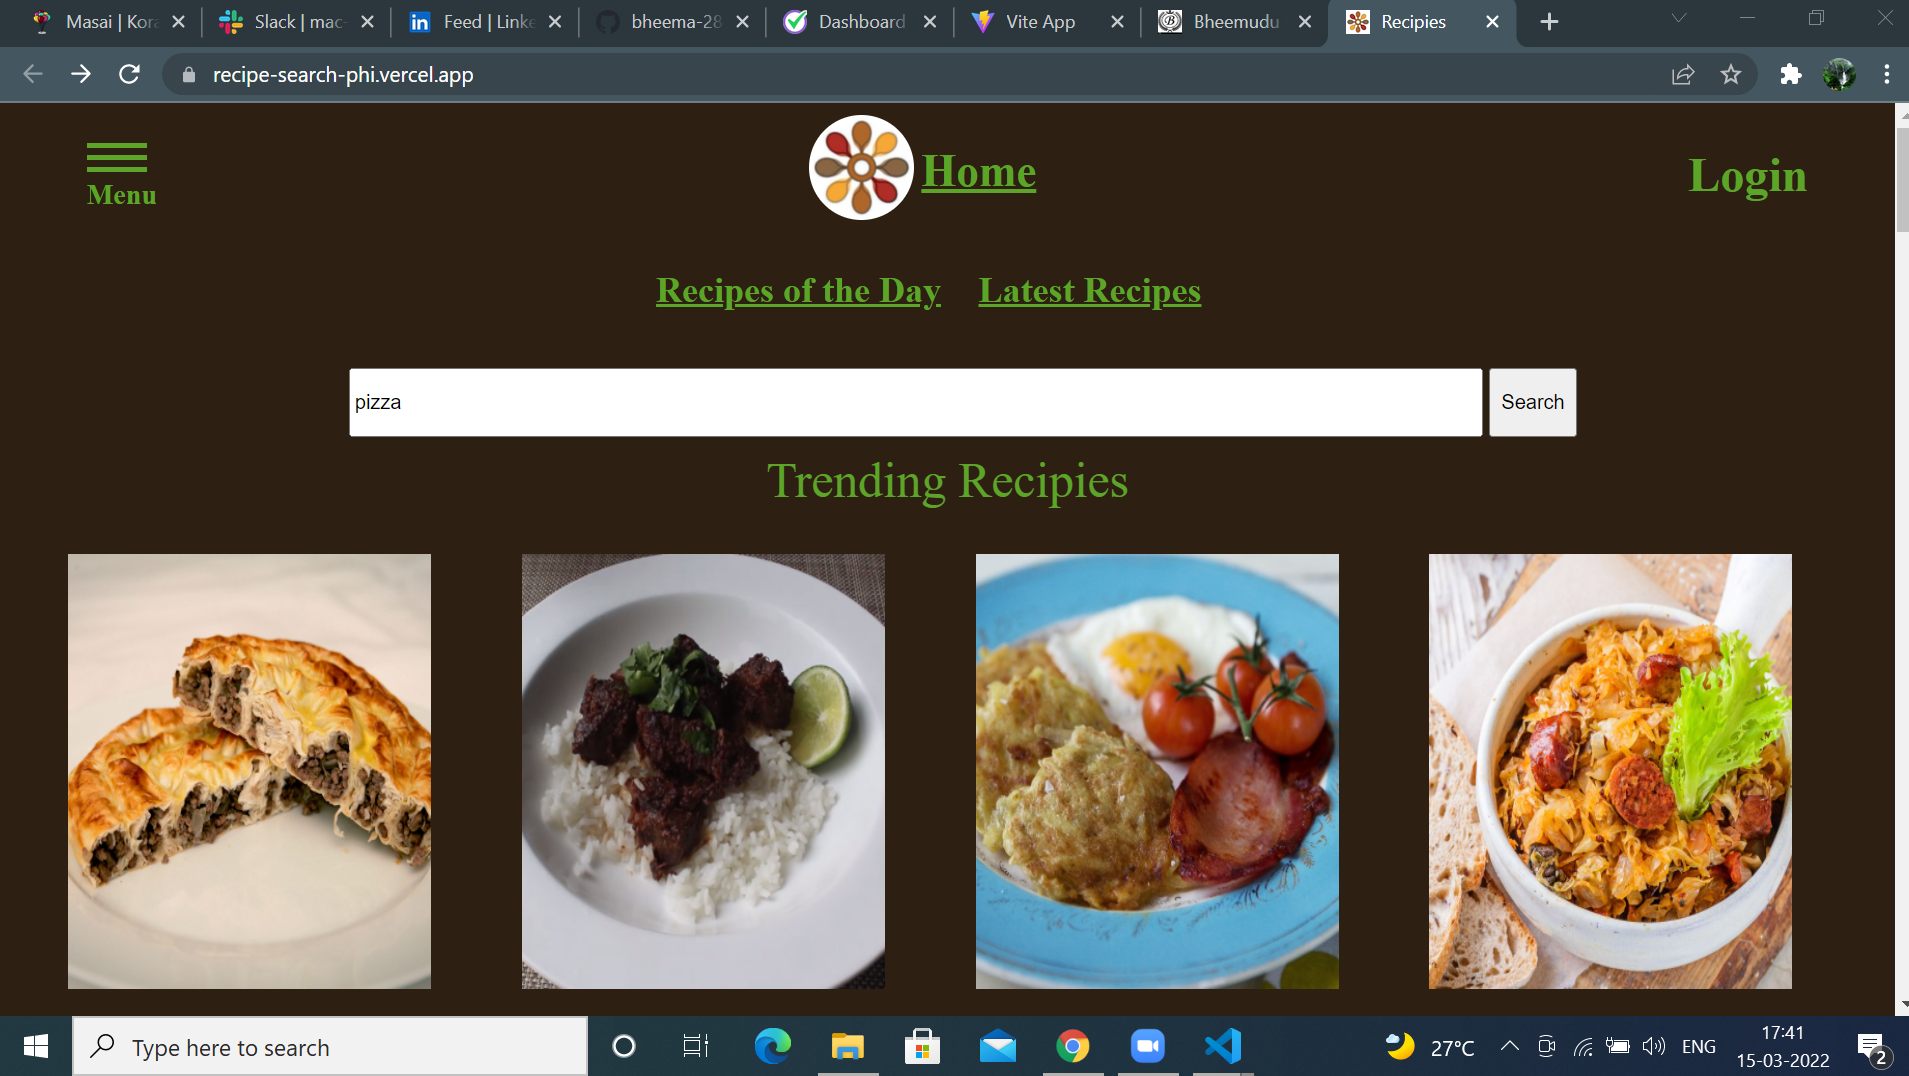 Masai | Kor
Slack | mac-
Feed | Linke
bheema-28
Dashboard
Vite App
Bheemudu
Recipies
recipe-search-phi.vercel.app
Menu
Home
Login
Recipes of the Day
Latest Recipes
pizza
Search
Trending Recipies
Type here to search
27°C
ENG
17:41
15-03-2022
2